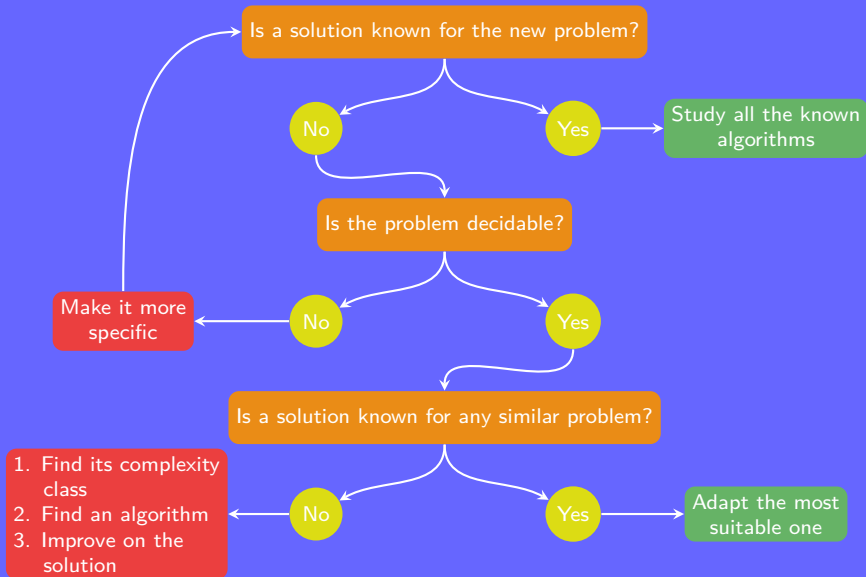 Is a solution known for the new problem?
No
Yes
Study all the known
algorithms
Is the problem decidable?
Make it more
specific
No
Yes
Is a solution known for any similar problem?
1. Find its complexity
class
2. Find an algorithm
3. Improve on the
solution
No
Yes
Adapt the most
suitable one